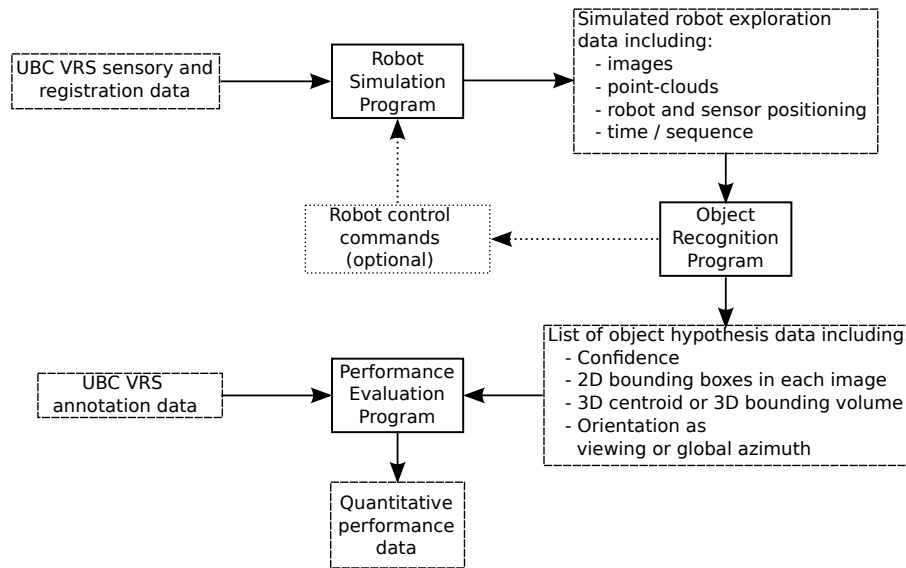 UBC VRS sensory and
registration data
Robot
Simulation
Program
Simulated robot exploration
data including:
- images
- point-clouds
- robot and sensor positioning
- time / sequence
Robot control
commands
(optional)
Object
Recognition
Program
UBC VRS
annotation data
Performance
Evaluation
Program
List of object hypothesis data including:
- Confidence
- 2D bounding boxes in each image
- 3D centroid or 3D bounding volume
- Orientation as
viewing or global azimuth
Quantitative
performance
data